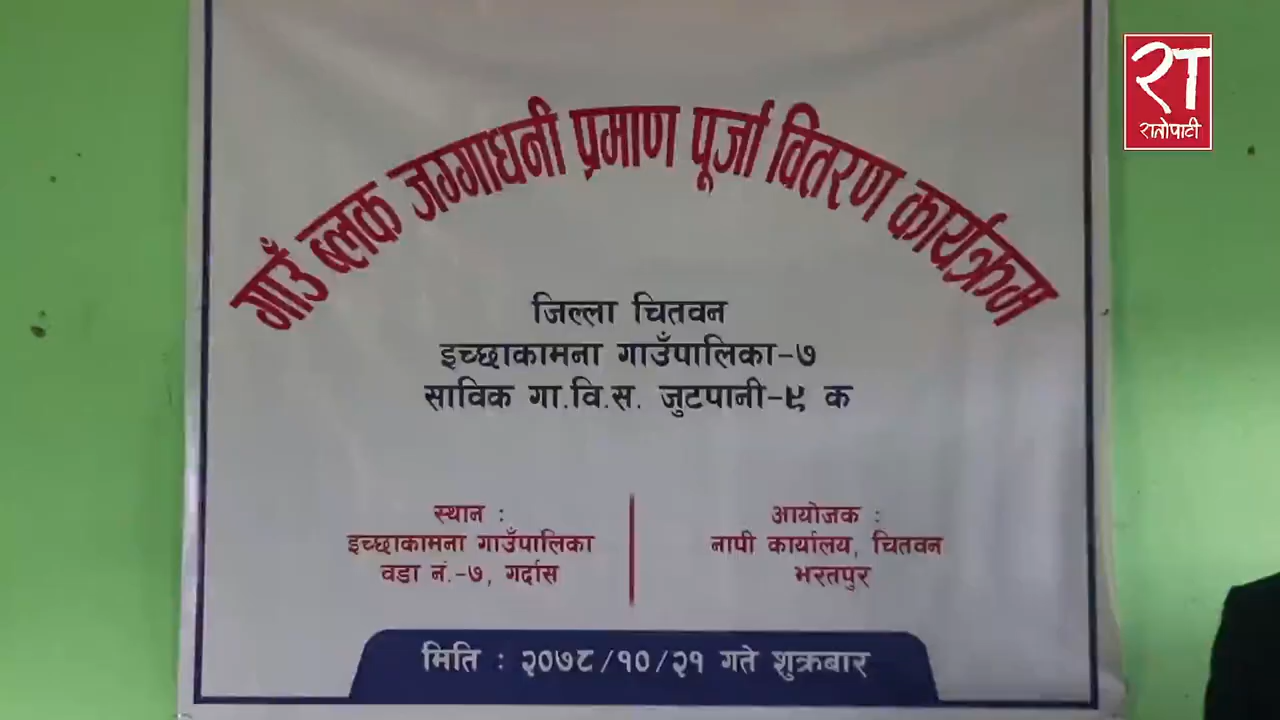 रा
रातोपाटी
गाउँ ब्लक जग्गाधनी प्रमाण पूर्जा वितरण कार्यक्रम
जिल्ला चितवन
इच्छाकामना गाउँपालिका-७
साविक गा.वि.स. जुटपानी-९ क
स्थान :
इच्छाकामना गाउँपालिका
वडा नं.-७, गर्दास
आयोजक :
नापी कार्यालय, चितवन
भरतपुर
मिति : २०७८/१०/२१ गते शुक्रबार